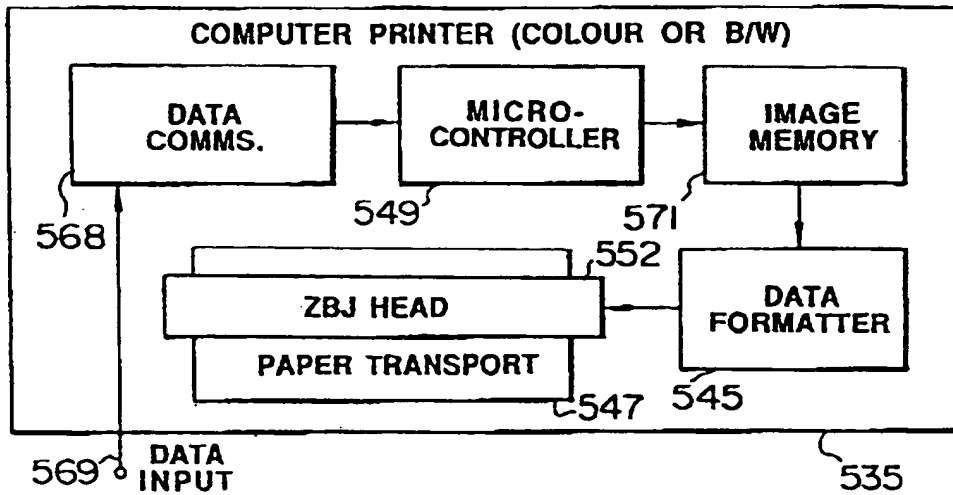 COMPUTER PRINTER (COLOUR OR B/W)
DATA
COMMS.
568
MICRO-
CONTROLLER
549
IMAGE
MEMORY
571
552
ZBJ HEAD
PAPER TRANSPORT
547
DATA
FORMATTER
545
569
DATA
INPUT
535